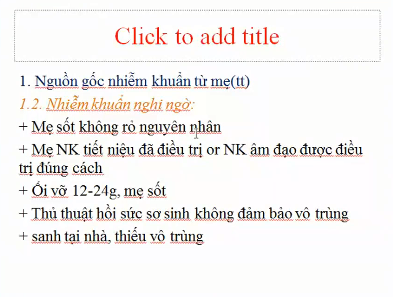 Click to add title
1. Nguồn gốc nhiễm khuẩn từ mẹ(tt)
1.2. Nhiễm khuẩn nghi ngờ:
+ Mẹ sốt không rỏ nguyên nhân
+ Mẹ NK tiết niệu đã điều trị or NK âm đạo được điều
trị đúng cách
+ Ối vỡ 12-24g, mẹ sốt
+ Thủ thuật hồi sức sơ sinh không đảm bảo vô trùng
+ sanh tại nhà, thiếu vô trùng